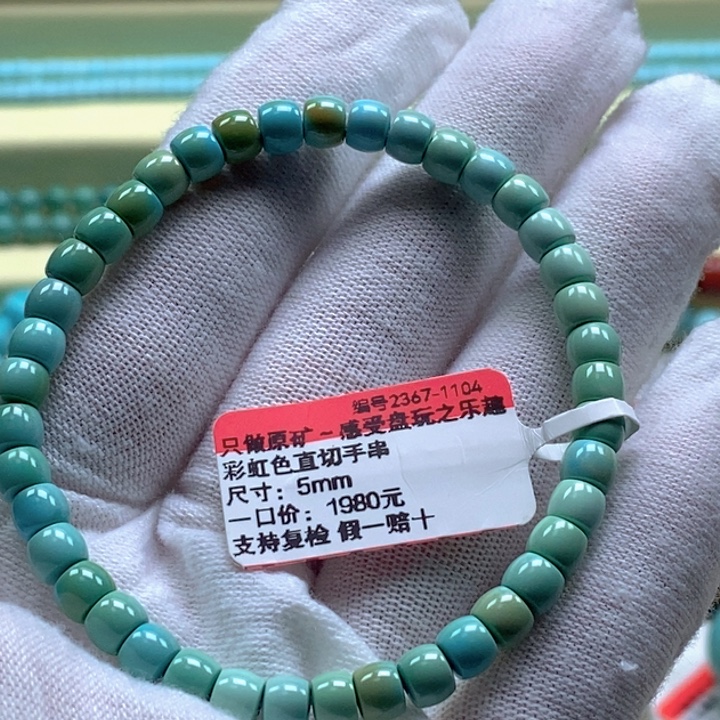 编号2367-1104
只做原矿~感受盘玩之乐趣
彩虹色直切手串
尺寸：5mm
一口价：1980元
支持复检 假一赔十